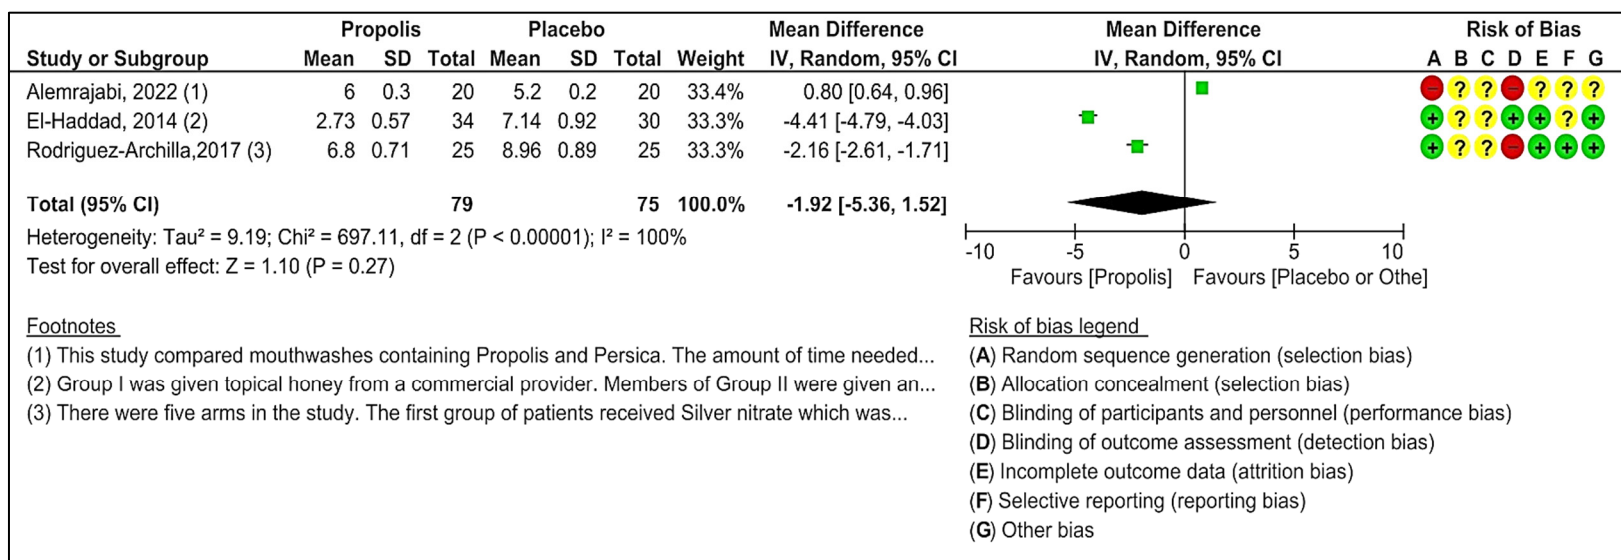 Propolis Placebo Mean Difference Mean Difference Risk of Bias
Study or Subgroup Mean SD Total Mean SD Total Weight IV, Random, 95% CI IV, Random, 95% CI A B C D E F G
Alemrajabi, 2022 (1) 6 0.3 20 5.2 0.2 20 33.4% 0.80 [0.64, 0.96] − ? ? − ? ? ?
El-Haddad, 2014 (2) 2.73 0.57 34 7.14 0.92 30 33.3% -4.41 [-4.79, -4.03] + ? ? + + ? +
Rodriguez-Archilla,2017 (3) 6.8 0.71 25 8.96 0.89 25 33.3% -2.16 [-2.61, -1.71] + ? ? − + + +
Total (95% CI) 79 75 100.0% -1.92 [-5.36, 1.52]
Heterogeneity: Tau² = 9.19; Chi² = 697.11, df = 2 (P < 0.00001); I² = 100%
Test for overall effect: Z = 1.10 (P = 0.27)
-10 -5 0 5 10
Favours [Propolis] Favours [Placebo or Othe]
Footnotes
(1) This study compared mouthwashes containing Propolis and Persica. The amount of time needed...
(2) Group I was given topical honey from a commercial provider. Members of Group II were given an...
(3) There were five arms in the study. The first group of patients received Silver nitrate which was...
Risk of bias legend
(A) Random sequence generation (selection bias)
(B) Allocation concealment (selection bias)
(C) Blinding of participants and personnel (performance bias)
(D) Blinding of outcome assessment (detection bias)
(E) Incomplete outcome data (attrition bias)
(F) Selective reporting (reporting bias)
(G) Other bias